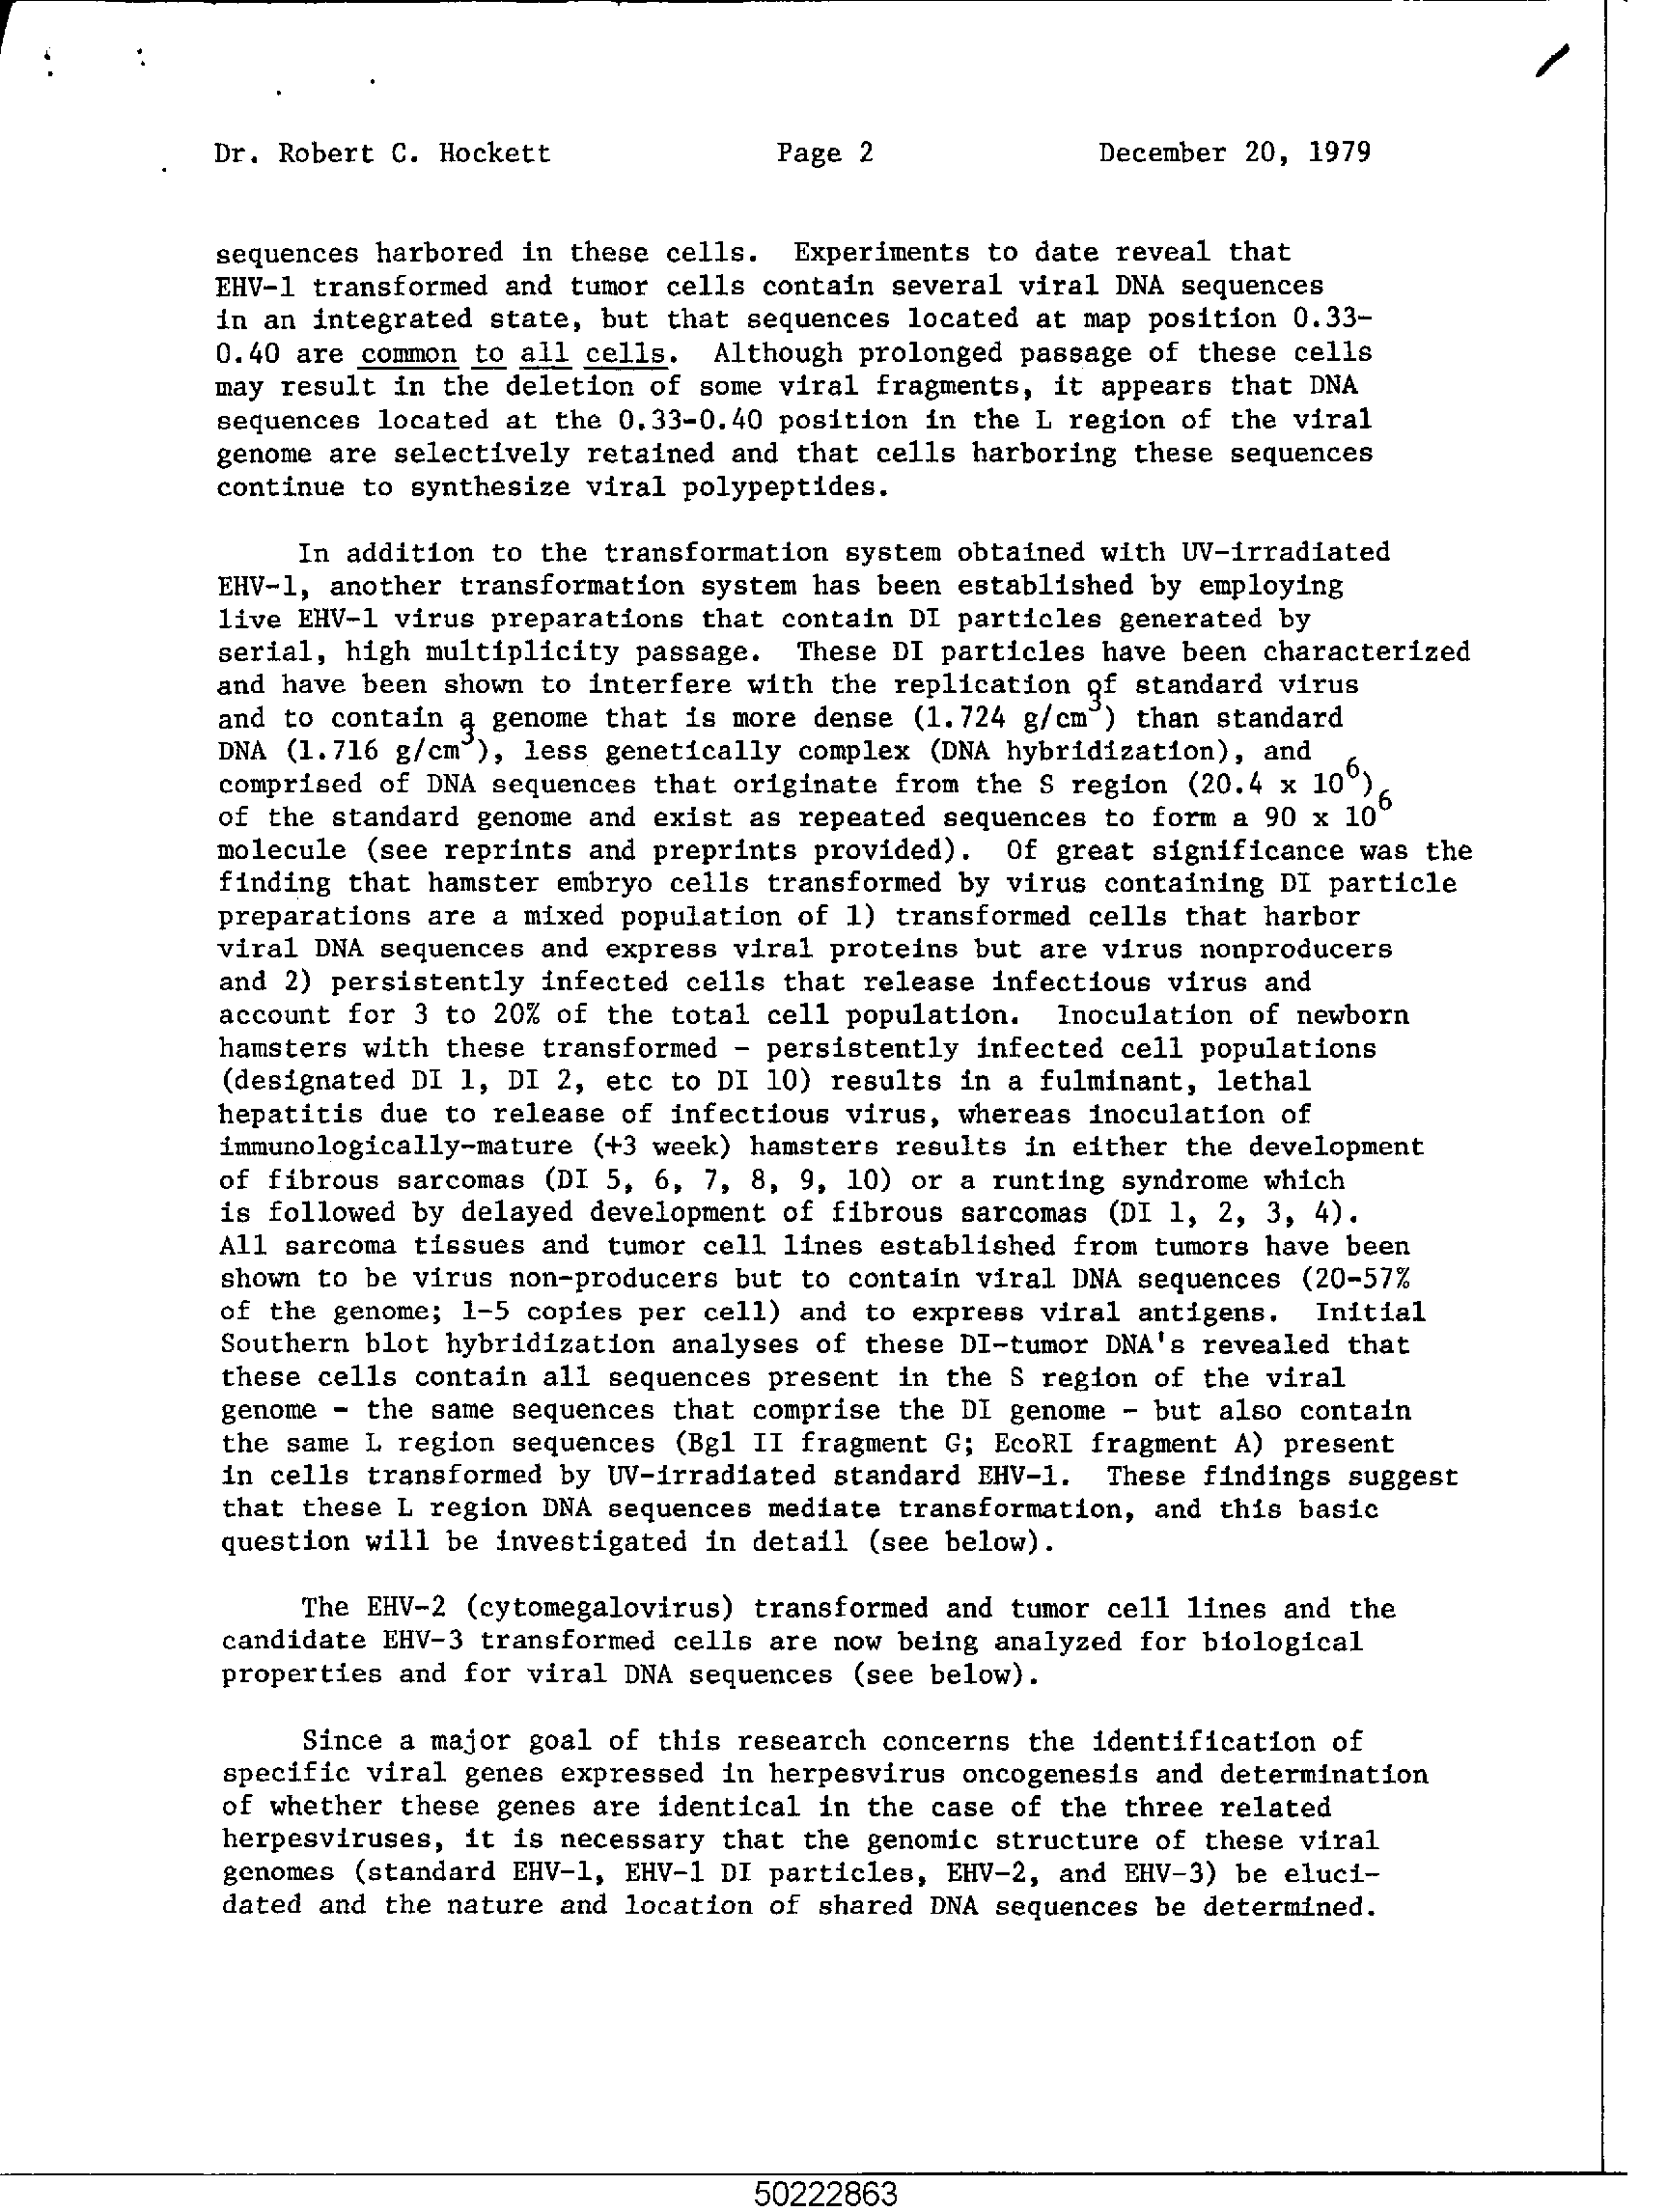 Dr. Robert C. Hockett Page 2 December 20, 1979
sequences harbored in these cells. Experiments to date reveal that
EHV-1 transformed and tumor cells contain several viral DNA sequences
in an integrated state, but that sequences located at map position 0.33-
0.40 are common to all cells. Although prolonged passage of these cells
may result in the deletion of some viral fragments, it appears that DNA
sequences located at the 0.33-0.40 position in the L region of the viral
genome are selectively retained and that cells harboring these sequences
continue to synthesize viral polypeptides.
In addition to the transformation system obtained with UV-irradiated
EHV-1, another transformation system has been established by employing
live EHV-1 virus preparations that contain DI particles generated by
serial, high multiplicity passage. These DI particles have been characterized
and have been shown to interfere with the replication of standard virus
and to contain a genome that is more dense (1.724 g/cm³) than standard
DNA (1.716 g/cm³), less genetically complex (DNA hybridization), and
comprised of DNA sequences that originate from the S region (20.4 x 10⁶)
of the standard genome and exist as repeated sequences to form a 90 x 10⁶
molecule (see reprints and preprints provided). Of great significance was the
finding that hamster embryo cells transformed by virus containing DI particle
preparations are a mixed population of 1) transformed cells that harbor
viral DNA sequences and express viral proteins but are virus nonproducers
and 2) persistently infected cells that release infectious virus and
account for 3 to 20% of the total cell population. Inoculation of newborn
hamsters with these transformed - persistently infected cell populations
(designated DI 1, DI 2, etc to DI 10) results in a fulminant, lethal
hepatitis due to release of infectious virus, whereas inoculation of
immunologically-mature (+3 week) hamsters results in either the development
of fibrous sarcomas (DI 5, 6, 7, 8, 9, 10) or a runting syndrome which
is followed by delayed development of fibrous sarcomas (DI 1, 2, 3, 4).
All sarcoma tissues and tumor cell lines established from tumors have been
shown to be virus non-producers but to contain viral DNA sequences (20-57%
of the genome; 1-5 copies per cell) and to express viral antigens. Initial
Southern blot hybridization analyses of these DI-tumor DNA's revealed that
these cells contain all sequences present in the S region of the viral
genome - the same sequences that comprise the DI genome - but also contain
the same L region sequences (Bgl II fragment G; EcoRI fragment A) present
in cells transformed by UV-irradiated standard EHV-1. These findings suggest
that these L region DNA sequences mediate transformation, and this basic
question will be investigated in detail (see below).
The EHV-2 (cytomegalovirus) transformed and tumor cell lines and the
candidate EHV-3 transformed cells are now being analyzed for biological
properties and for viral DNA sequences (see below).
Since a major goal of this research concerns the identification of
specific viral genes expressed in herpesvirus oncogenesis and determination
of whether these genes are identical in the case of the three related
herpesviruses, it is necessary that the genomic structure of these viral
genomes (standard EHV-1, EHV-1 DI particles, EHV-2, and EHV-3) be eluci-
dated and the nature and location of shared DNA sequences be determined.
50222863